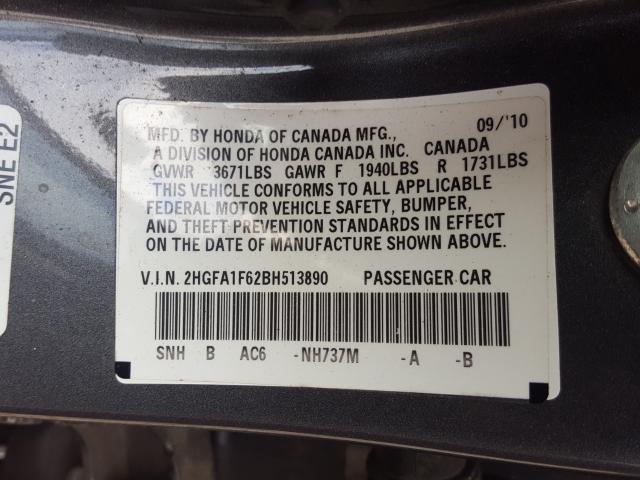 SNE E2
09/'10
MFD. BY HONDA OF CANADA MFG.,
A DIVISION OF HONDA CANADA INC. CANADA
GVWR 3671LBS GAWR F 1940LBS R 1731LBS
THIS VEHICLE CONFORMS TO ALL APPLICABLE
FEDERAL MOTOR VEHICLE SAFETY, BUMPER,
AND THEFT PREVENTION STANDARDS IN EFFECT
ON THE DATE OF MANUFACTURE SHOWN ABOVE.
V.I.N. 2HGFA1F62BH513890 PASSENGER CAR
SNH B AC6 -NH737M -A -B